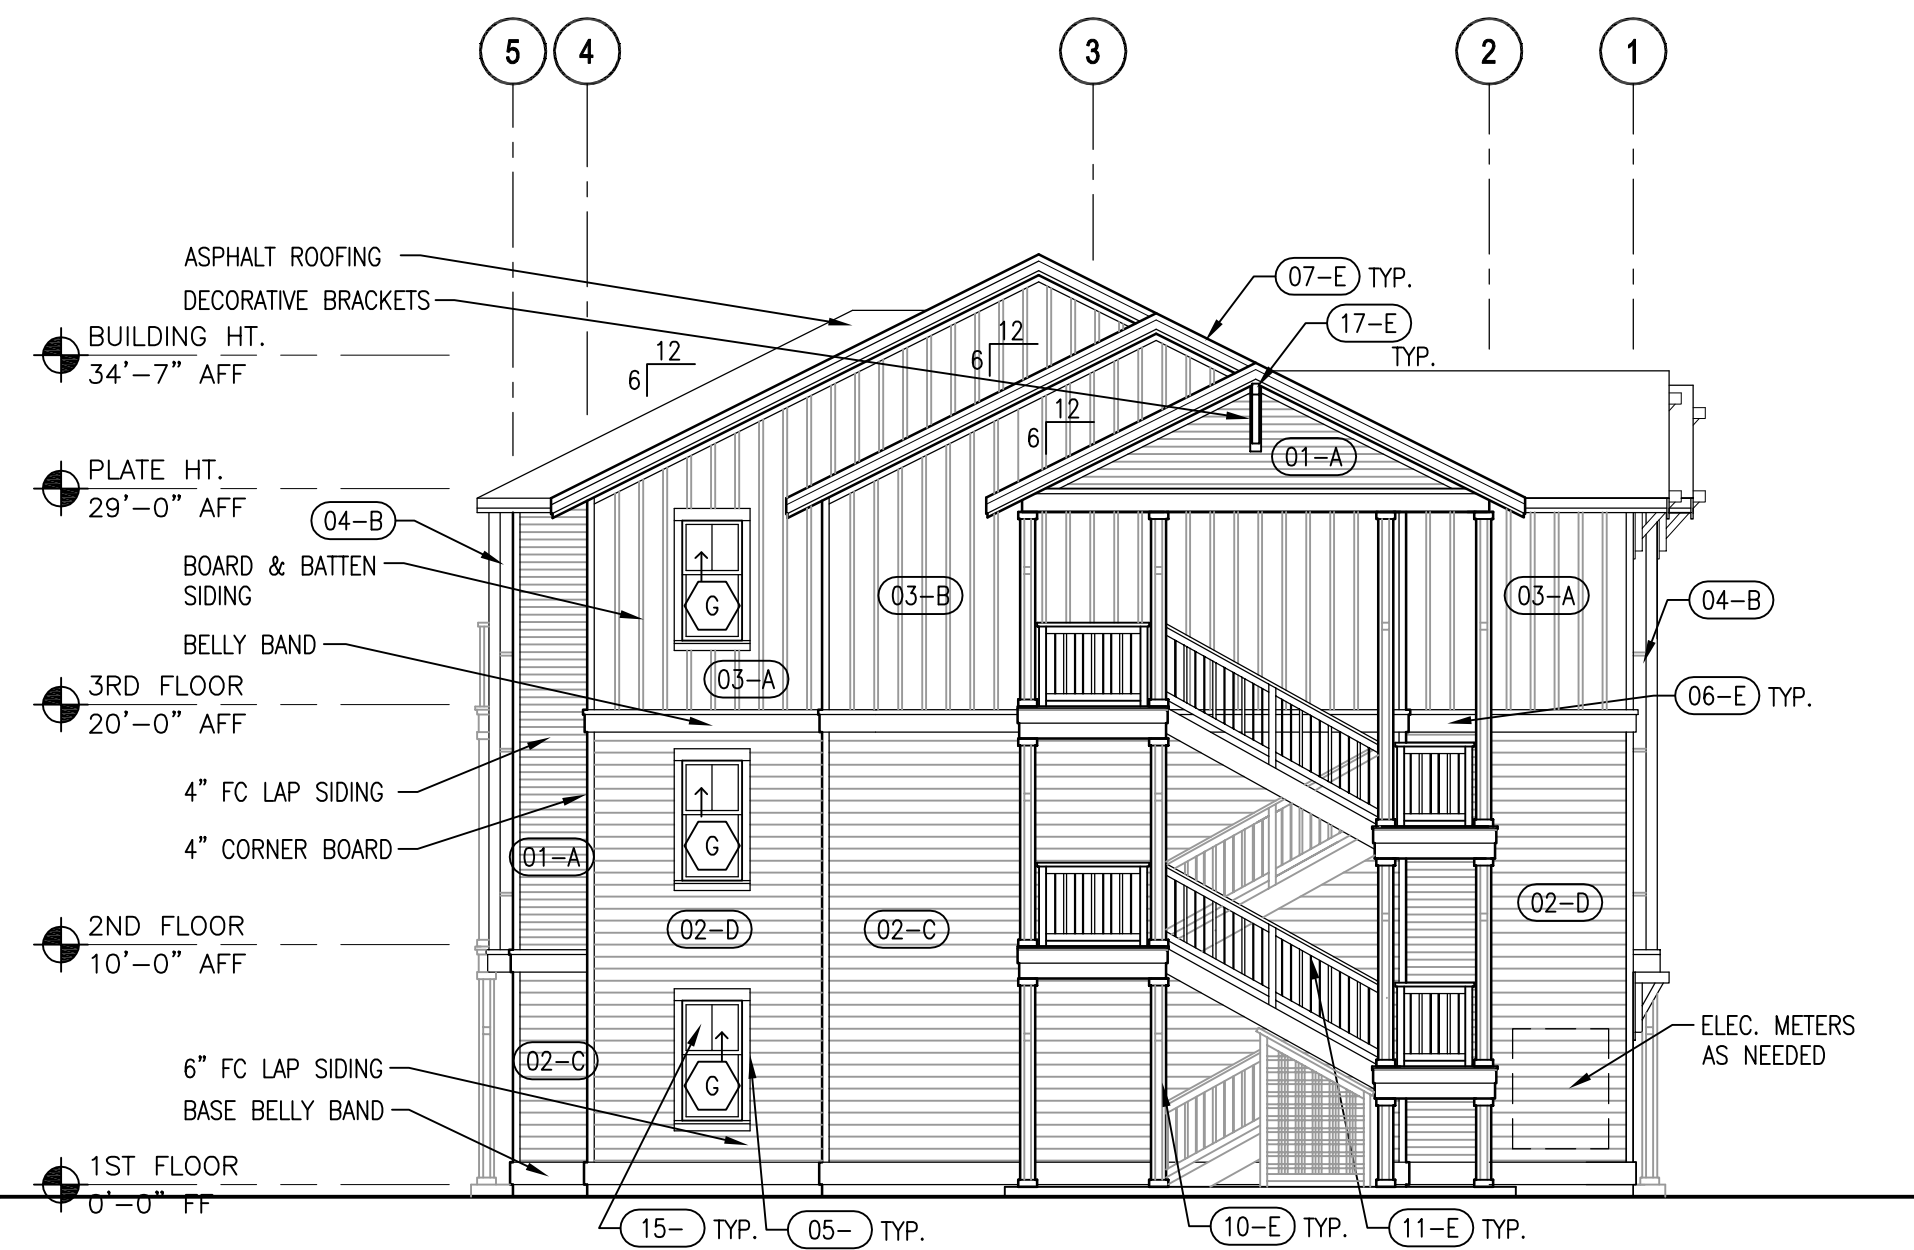 5
4
3
2
1
ASPHALT ROOFING
DECORATIVE BRACKETS
07-E TYP.
17-E
TYP.
BUILDING HT.
34'-7" AFF
12
6
12
6
12
6
01-A
PLATE HT.
29'-0" AFF
04-B
BOARD & BATTEN
SIDING
G
03-B
03-A
04-B
BELLY BAND
03-A
3RD FLOOR
20'-0" AFF
06-E TYP.
4" FC LAP SIDING
4" CORNER BOARD
01-A
G
2ND FLOOR
10'-0" AFF
02-D
02-C
02-D
ELEC. METERS
AS NEEDED
02-C
6" FC LAP SIDING
G
BASE BELLY BAND
1ST FLOOR
0'-0" FF
15- TYP.
05- TYP.
10-E TYP.
11-E TYP.